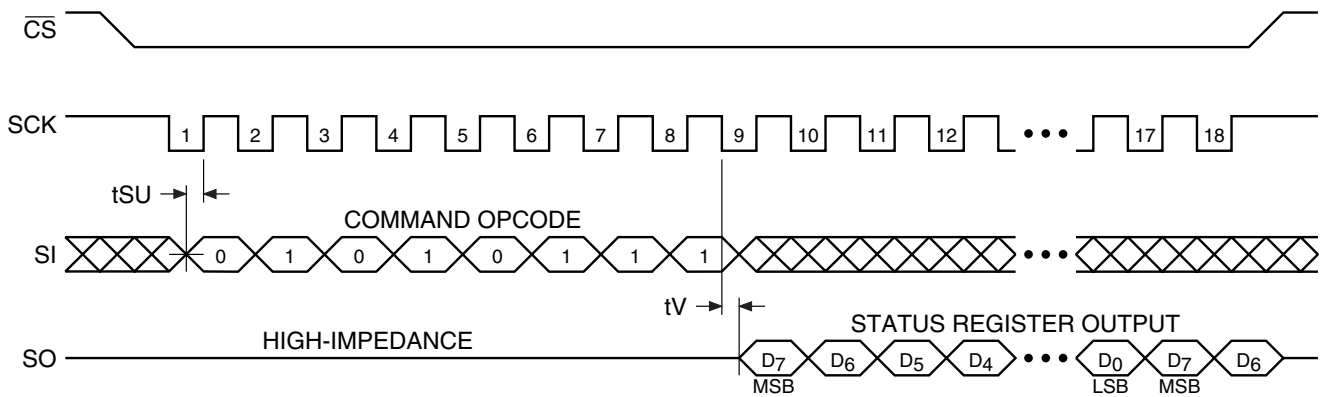 CS
SCK 1 2 3 4 5 6 7 8 9 10 11 12 ••• 17 18
tSU
COMMAND OPCODE
SI 0 1 0 1 0 1 1 1 •••
tV
HIGH-IMPEDANCE
STATUS REGISTER OUTPUT
SO D7 D6 D5 D4 ••• D0 D7 D6
MSB LSB MSB